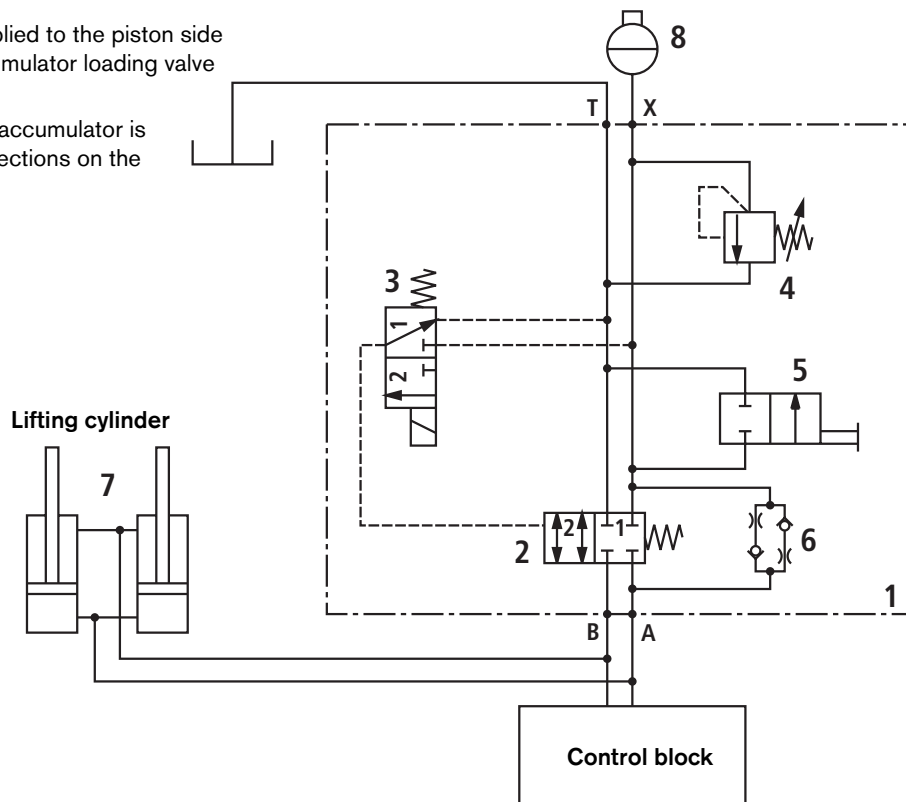 plied to the piston side
umulator loading valve
accumulator is
ections on the
8
T X
4
3
1
2
5
Lifting cylinder
7
2
2 1
6
1
B A
Control block